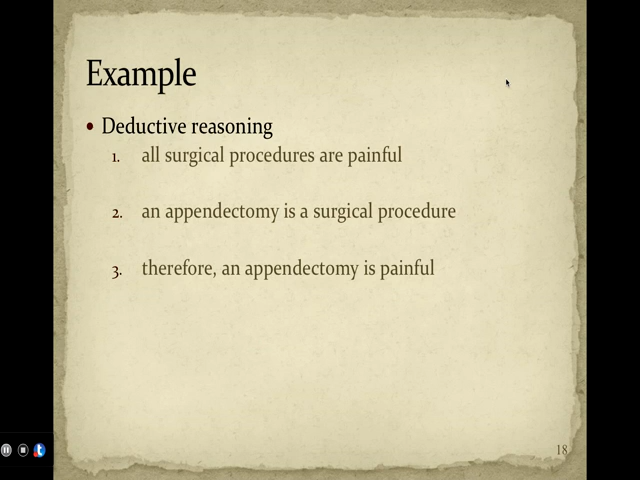 Example
• Deductive reasoning
1. all surgical procedures are painful
2. an appendectomy is a surgical procedure
3. therefore, an appendectomy is painful
18